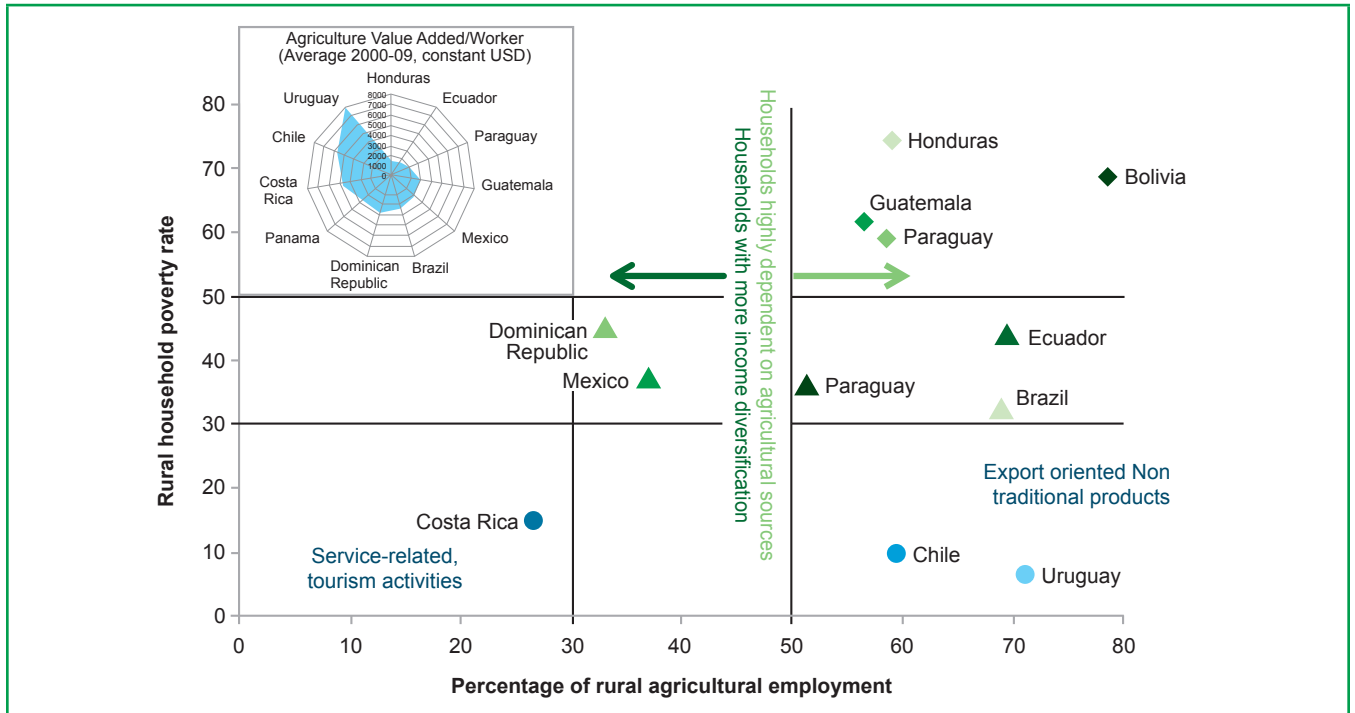 Agriculture Value Added/Worker
(Average 2000-09, constant USD)
Honduras
Uruguay
Ecuador
Chile
Paraguay
Costa
Rica
Guatemala
Panama
Mexico
Dominican
Republic
Brazil
8000
7000
6000
5000
4000
3000
2000
1000
0
Rural household poverty rate
80
70
60
50
40
30
20
10
0
Households with more income diversification
Households highly dependent on agricultural sources
Honduras
Bolivia
Guatemala
Paraguay
Dominican
Republic
Mexico
Ecuador
Paraguay
Brazil
Export oriented Non
traditional products
Costa Rica
Service-related,
tourism activities
Chile
Uruguay
0
10
20
30
40
50
60
70
80
Percentage of rural agricultural employment